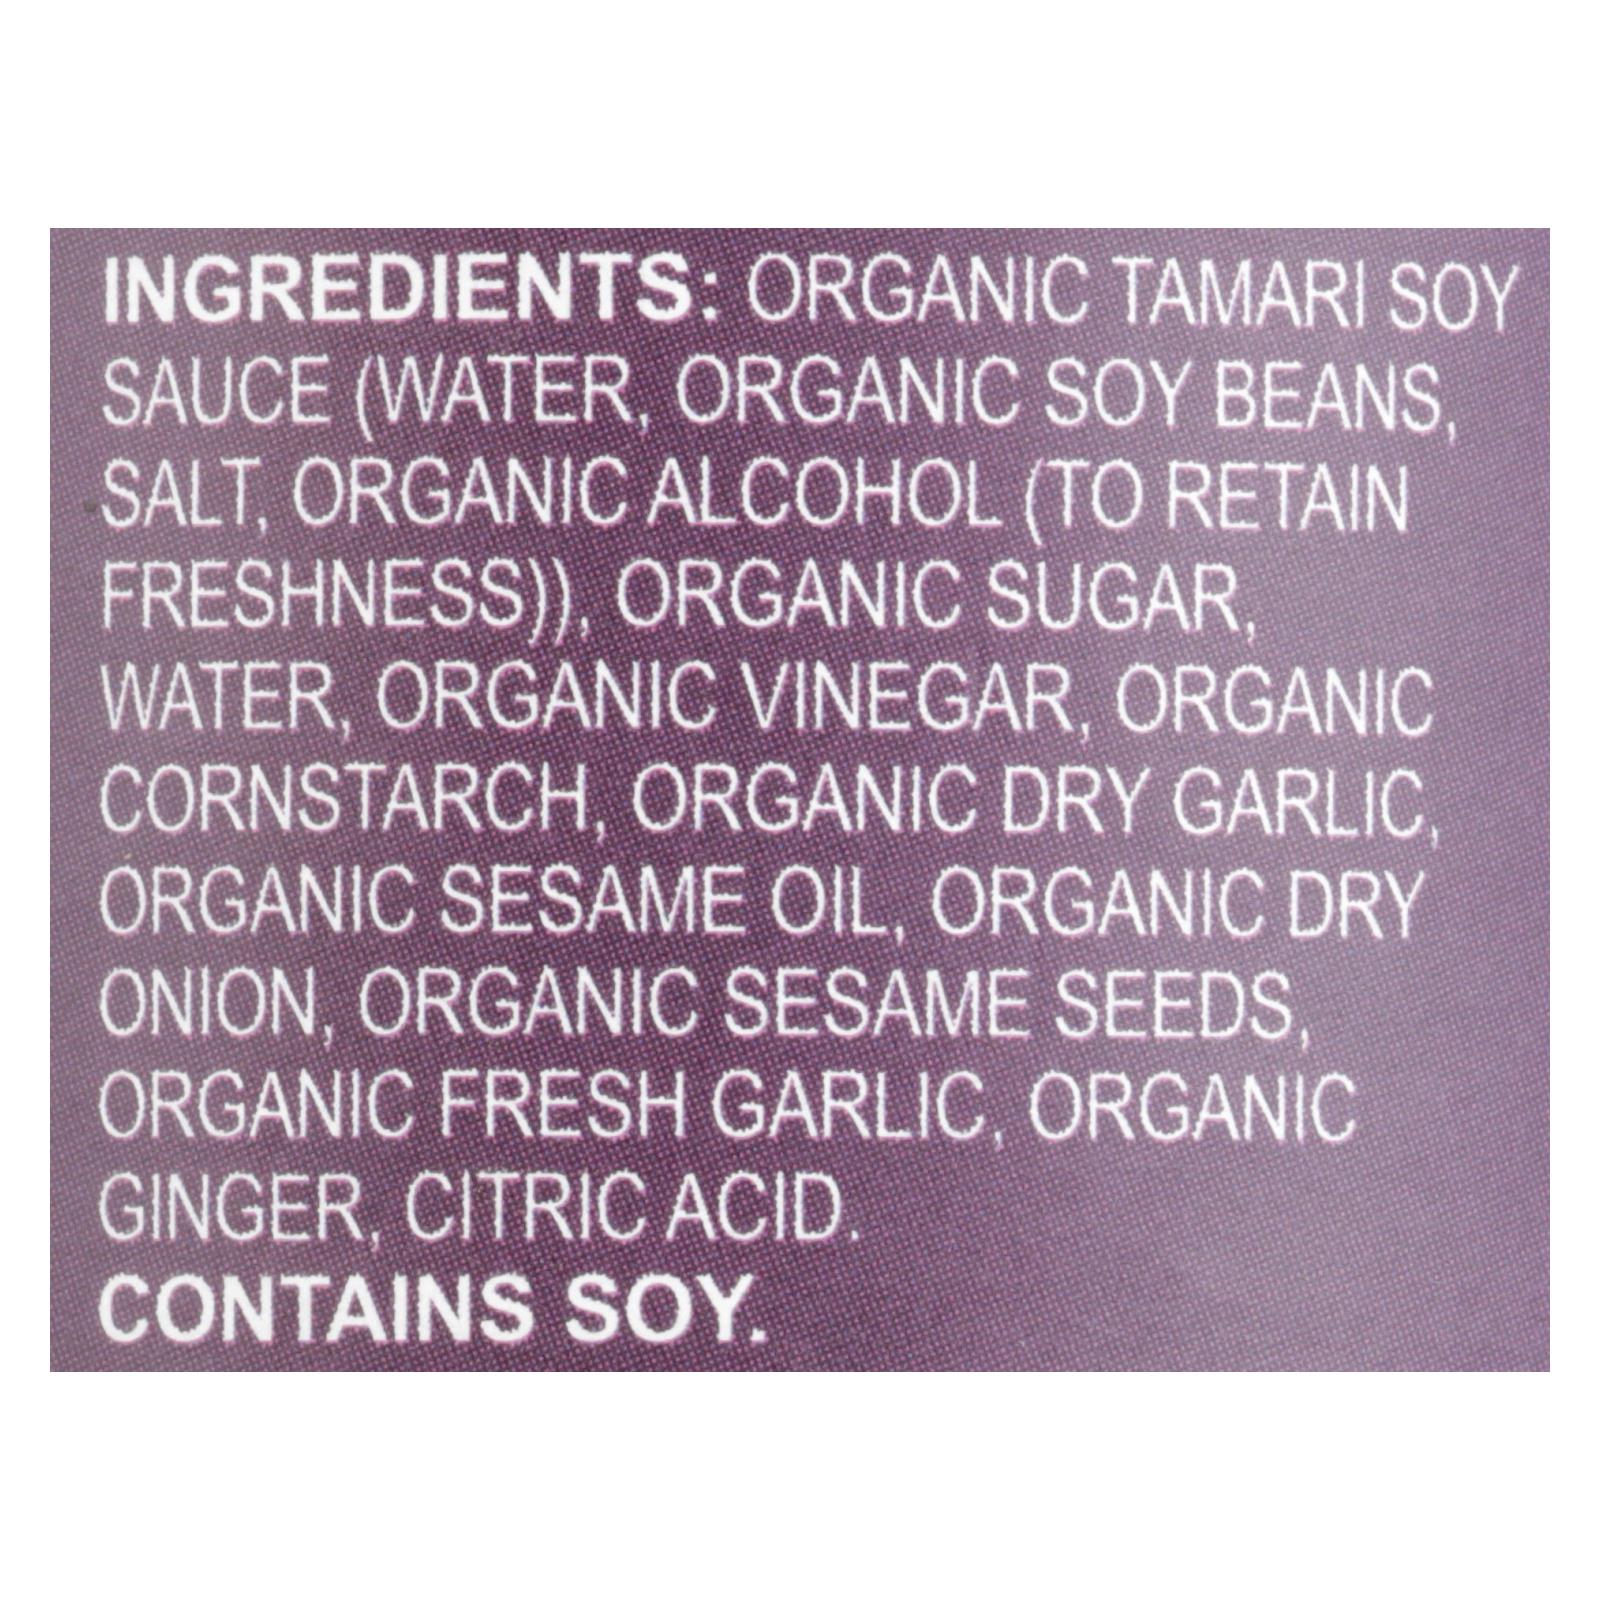 INGREDIENTS: ORGANIC TAMARI SOY
SAUCE (WATER, ORGANIC SOY BEANS,
SALT, ORGANIC ALCOHOL (TO RETAIN
FRESHNESS)), ORGANIC SUGAR,
WATER, ORGANIC VINEGAR, ORGANIC
CORNSTARCH, ORGANIC DRY GARLIC,
ORGANIC SESAME OIL, ORGANIC DRY
ONION, ORGANIC SESAME SEEDS,
ORGANIC FRESH GARLIC, ORGANIC
GINGER, CITRIC ACID.
CONTAINS SOY.